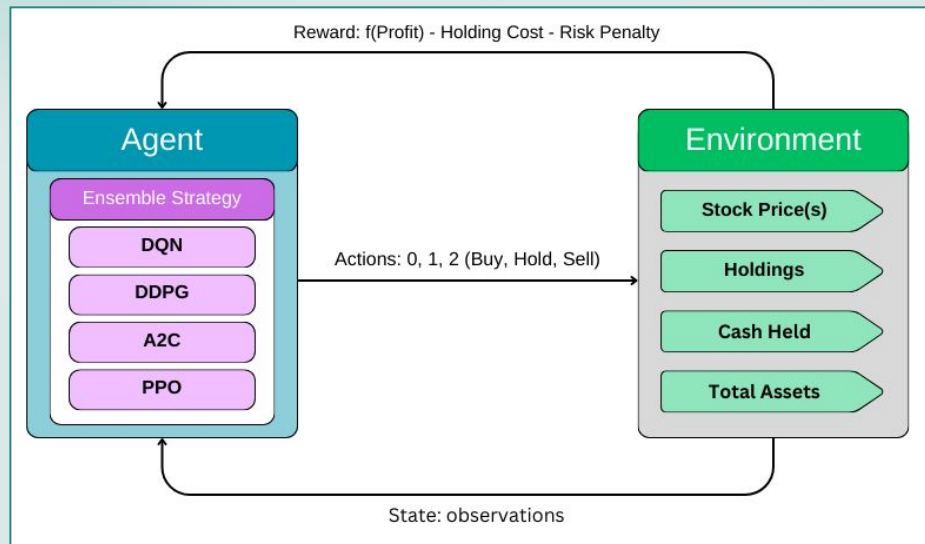 Reward: f(Profit) - Holding Cost - Risk Penalty
Agent
Ensemble Strategy
DQN
DDPG
A2C
PPO
Actions: 0, 1, 2 (Buy, Hold, Sell)
Environment
Stock Price(s)
Holdings
Cash Held
Total Assets
State: observations